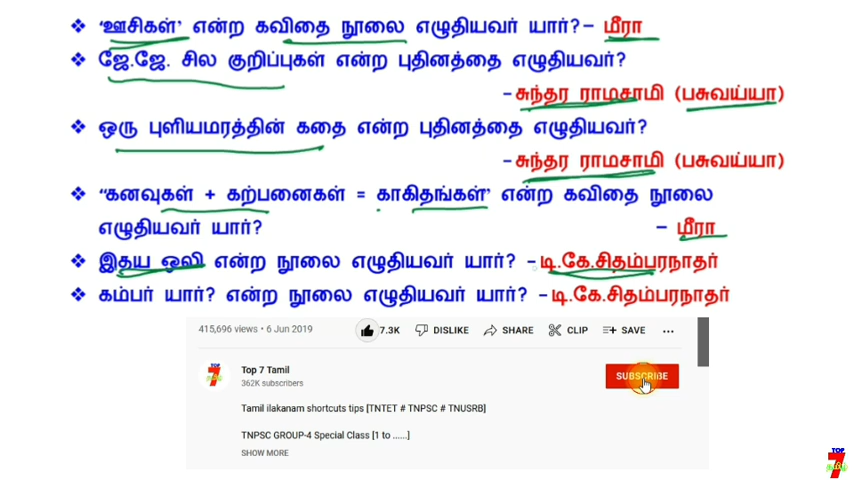 ❖ ‘ஊசிகள்’ என்ற கவிதை நூலை எழுதியவர் யார்?– மீரா
❖ ஜே.ஜே. சில குறிப்புகள் என்ற புதினத்தை எழுதியவர்?
–சுந்தர ராமசாமி (பசுவய்யா)
❖ ஒரு புளியமரத்தின் கதை என்ற புதினத்தை எழுதியவர்?
–சுந்தர ராமசாமி (பசுவய்யா)
❖ “கனவுகள் + கற்பனைகள் = காகிதங்கள்’ என்ற கவிதை நூலை
எழுதியவர் யார்? – மீரா
❖ இதய ஒலி என்ற நூலை எழுதியவர் யார்? –டி.கே.சிதம்பரநாதர்
❖ கம்பர் யார்? என்ற நூலை எழுதியவர் யார்? –டி.கே.சிதம்பரநாதர்
415,696 views • 6 Jun 2019 7.3K DISLIKE SHARE CLIP SAVE ...
Top 7 Tamil
362K subscribers
SUBSCRIBE
Tamil ilakanam shortcuts tips [TNTET # TNPSC # TNUSRB]
TNPSC GROUP-4 Special Class [1 to ......]
SHOW MORE
TOP
7